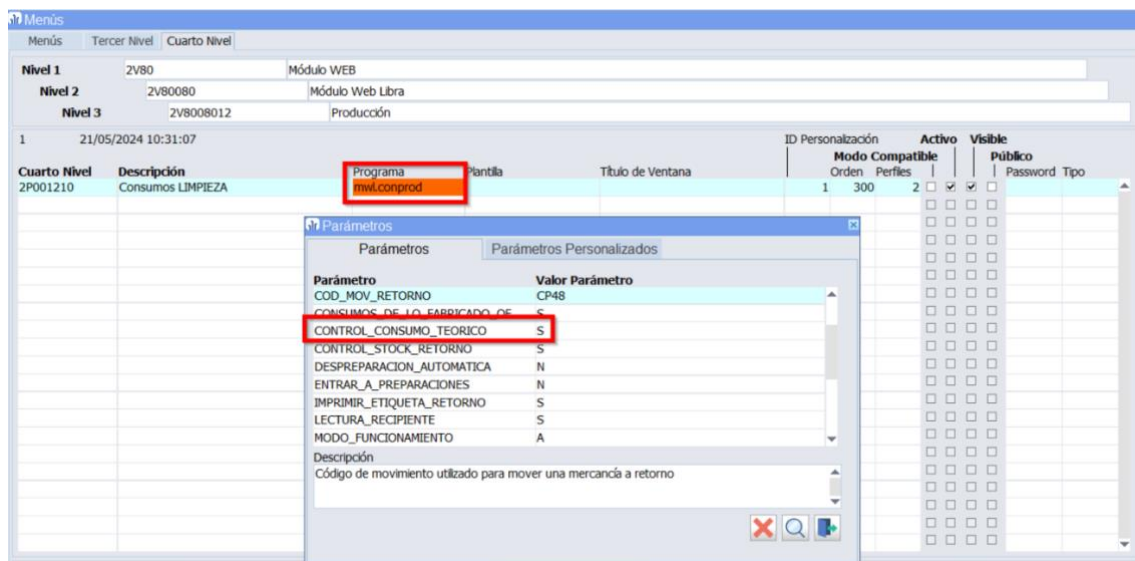 Menús
Menús Tercer Nivel Cuarto Nivel
Nivel 1 2V80 Módulo WEB
Nivel 2 2V80080 Módulo Web Libra
Nivel 3 2V8008012 Producción
1 21/05/2024 10:31:07 ID Personalización Activo Visible
Modo Compatible Público
Cuarto Nivel Descripción Programa Plantilla Título de Ventana Orden Perfiles Password Tipo
2P001210 Consumos LIMPIEZA mwl.conprod 1 300 2
Parámetros
Parámetros Parámetros Personalizados
Parámetro Valor Parámetro
COD_MOV_RETORNO CP48
CONSUMOS_DE_LO_FABRICADO_OF S
CONTROL_CONSUMO_TEORICO S
CONTROL_STOCK_RETORNO S
DESPREPARACION_AUTOMATICA N
ENTRAR_A_PREPARACIONES N
IMPRIMIR_ETIQUETA_RETORNO S
LECTURA_RECIPIENTE S
MODO_FUNCIONAMIENTO A
Descripción
Código de movimiento utilizado para mover una mercancía a retorno